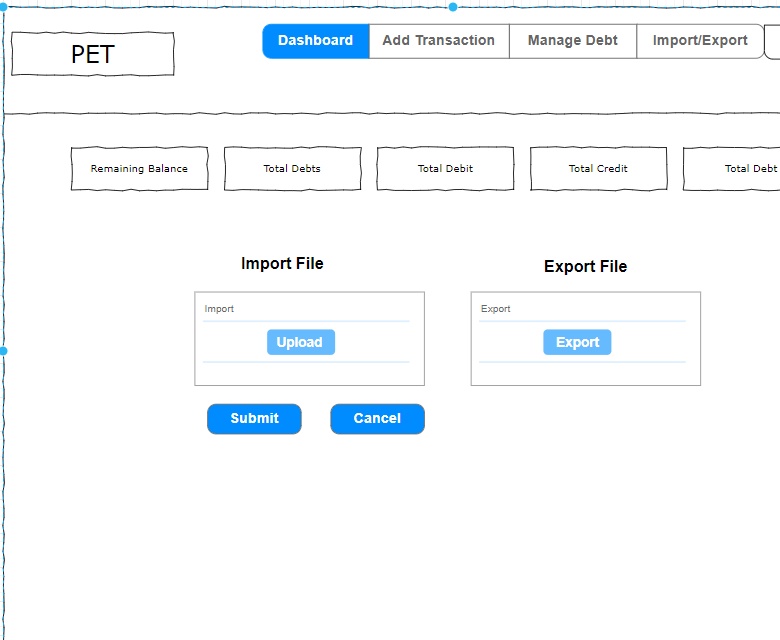 PET
Dashboard
Add Transaction
Manage Debt
Import/Export
Remaining Balance
Total Debts
Total Debit
Total Credit
Total Debt
Import File
Export File
Import
Upload
Export
Export
Submit
Cancel